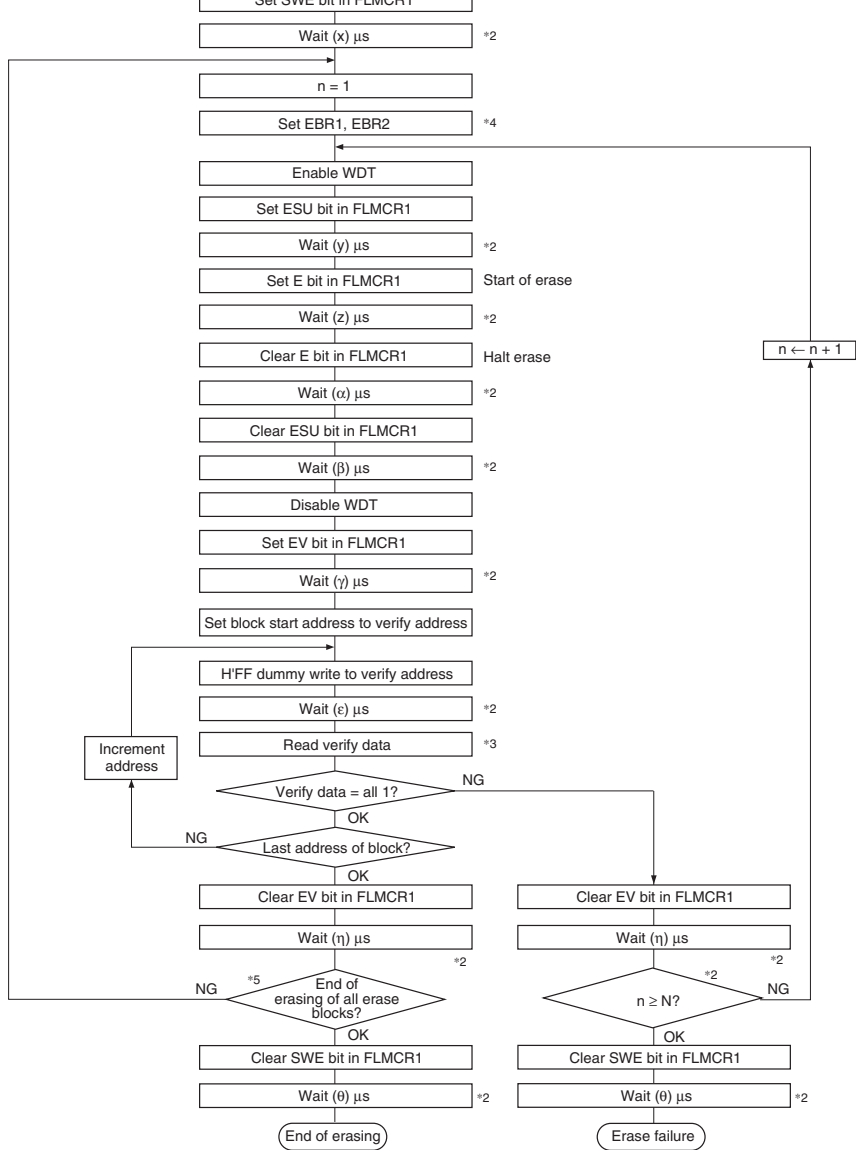 Set SWE bit in FLMCR1
Wait (x) μs *2
n = 1
Set EBR1, EBR2 *4
Enable WDT
Set ESU bit in FLMCR1
Wait (y) μs *2
Set E bit in FLMCR1 Start of erase
Wait (z) μs *2
n ← n + 1
Clear E bit in FLMCR1 Halt erase
Wait (α) μs *2
Clear ESU bit in FLMCR1
Wait (β) μs *2
Disable WDT
Set EV bit in FLMCR1
Wait (γ) μs *2
Set block start address to verify address
H'FF dummy write to verify address
Wait (ε) μs *2
Read verify data *3
Increment
address
Verify data = all 1? NG
OK
NG Last address of block?
OK
Clear EV bit in FLMCR1 Clear EV bit in FLMCR1
Wait (η) μs Wait (η) μs
*2 *2
NG *5 End of
erasing of all erase
blocks?
*2
n ≥ N? NG
OK OK
Clear SWE bit in FLMCR1 Clear SWE bit in FLMCR1
Wait (θ) μs *2 Wait (θ) μs *2
End of erasing Erase failure